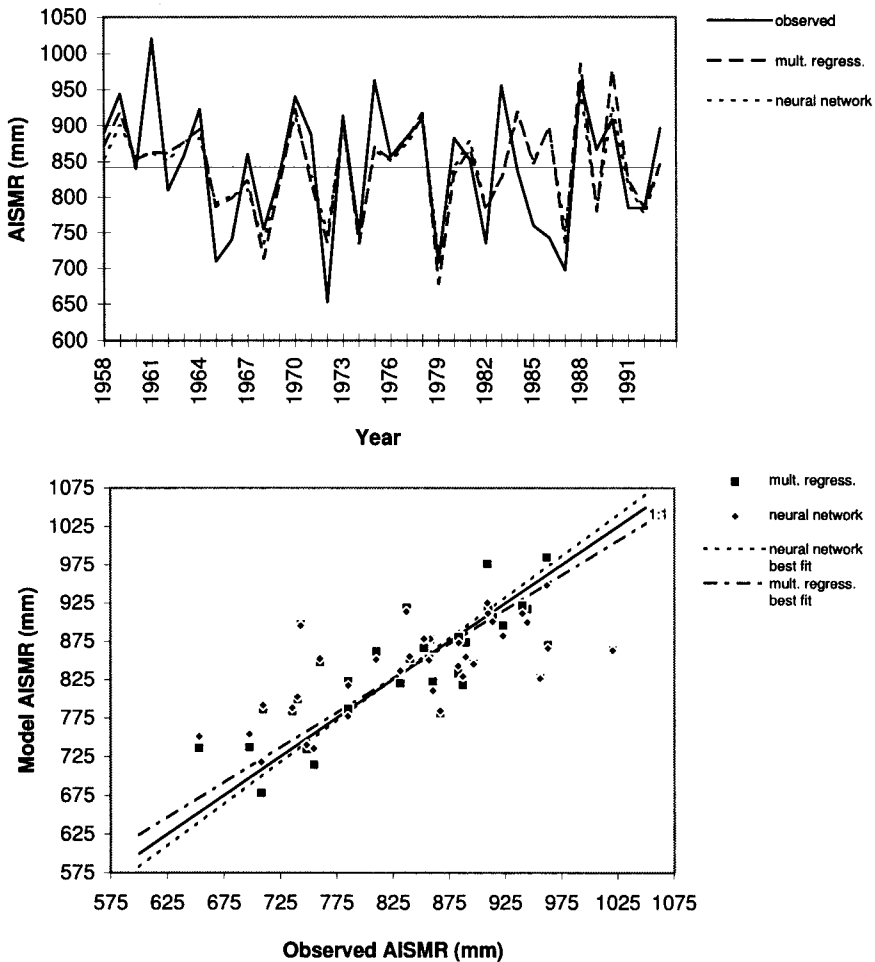 1050
1000
950
900
850
800
750
700
650
600
AISMR (mm)
1958
1961
1964
1967
1970
1973
1976
1979
1982
1985
1988
1991
Year
observed
mult. regress.
neural network
1075
1025
975
925
875
825
775
725
675
625
575
Model AISMR (mm)
1:1
575 625 675 725 775 825 875 925 975 1025 1075
Observed AISMR (mm)
mult. regress.
neural network
neural network
best fit
mult. regress.
best fit